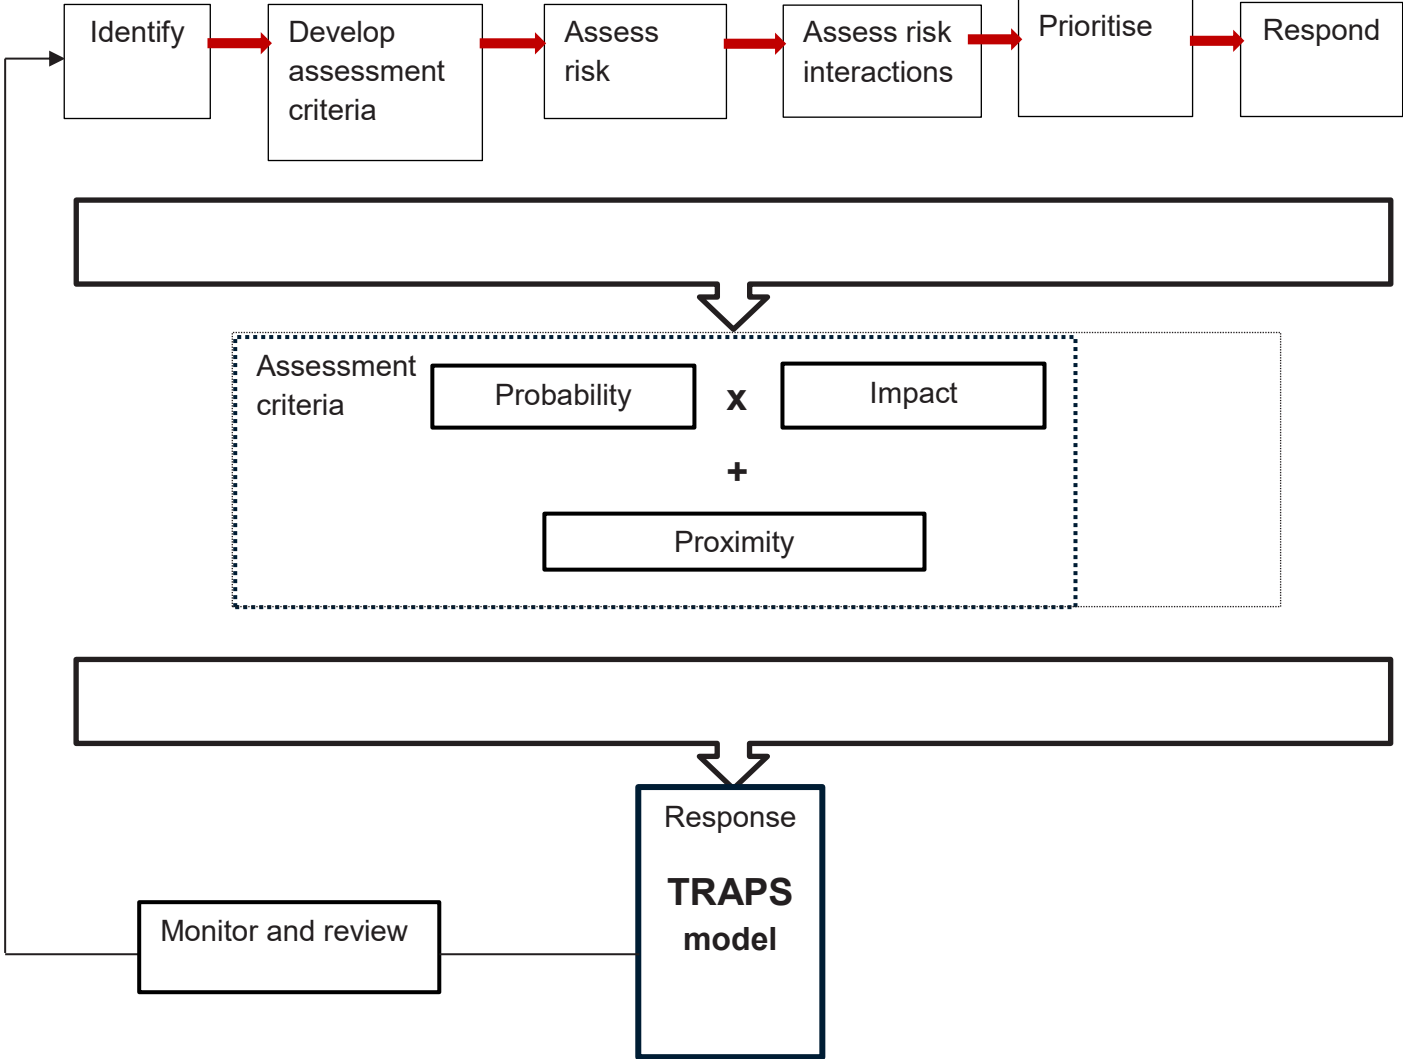 Identify
Develop
assessment
criteria
Assess
risk
Assess risk
interactions
Prioritise
Respond
Assessment
criteria
Probability
x
Impact
+
Proximity
Response
TRAPS
model
Monitor and review